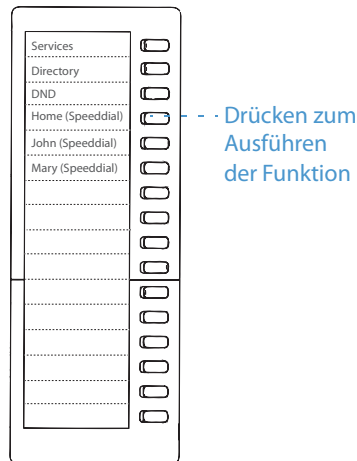 Services
Directory
DND
Home (Speeddial)
John (Speeddial)
Mary (Speeddial)
Drücken zum
Ausführen
der Funktion